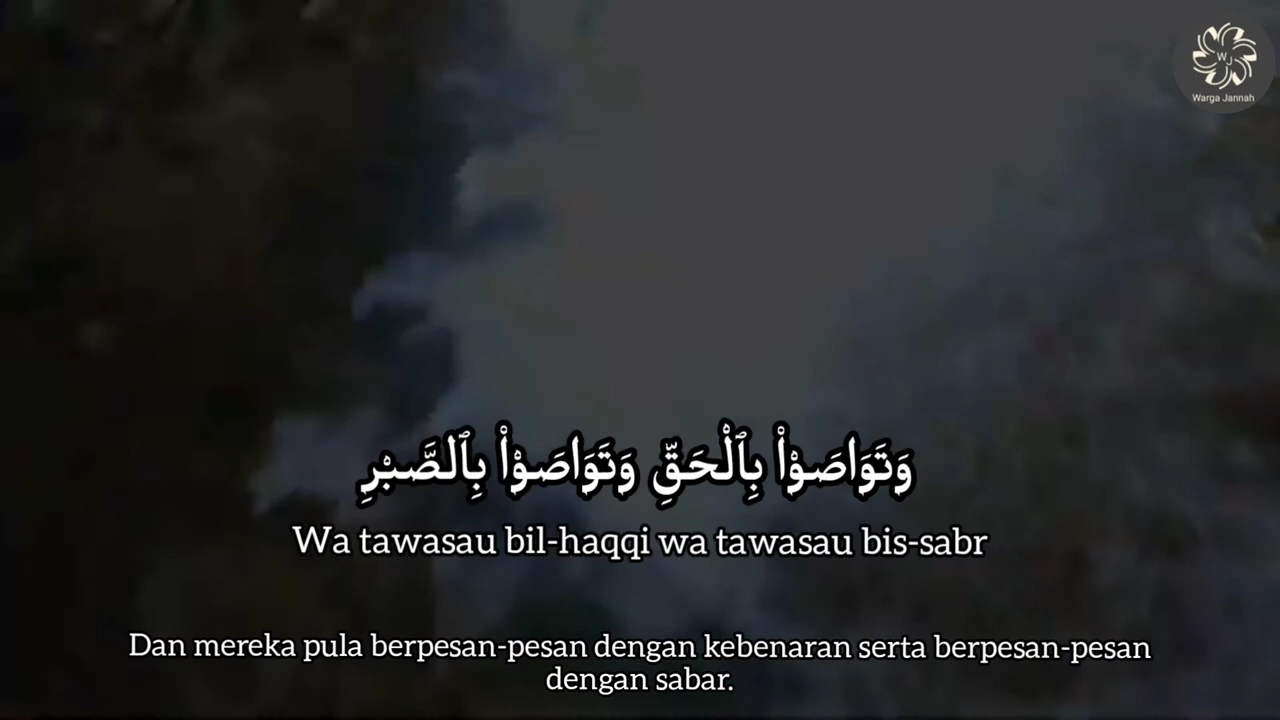 WJ
Warga Jannah
وَتَوَاصَوْا۟ بِٱلْحَقِّ وَتَوَاصَوْا۟ بِٱلصَّبْرِ
Wa tawasau bil-haqqi wa tawasau bis-sabr
Dan mereka pula berpesan-pesan dengan kebenaran serta berpesan-pesan
dengan sabar.